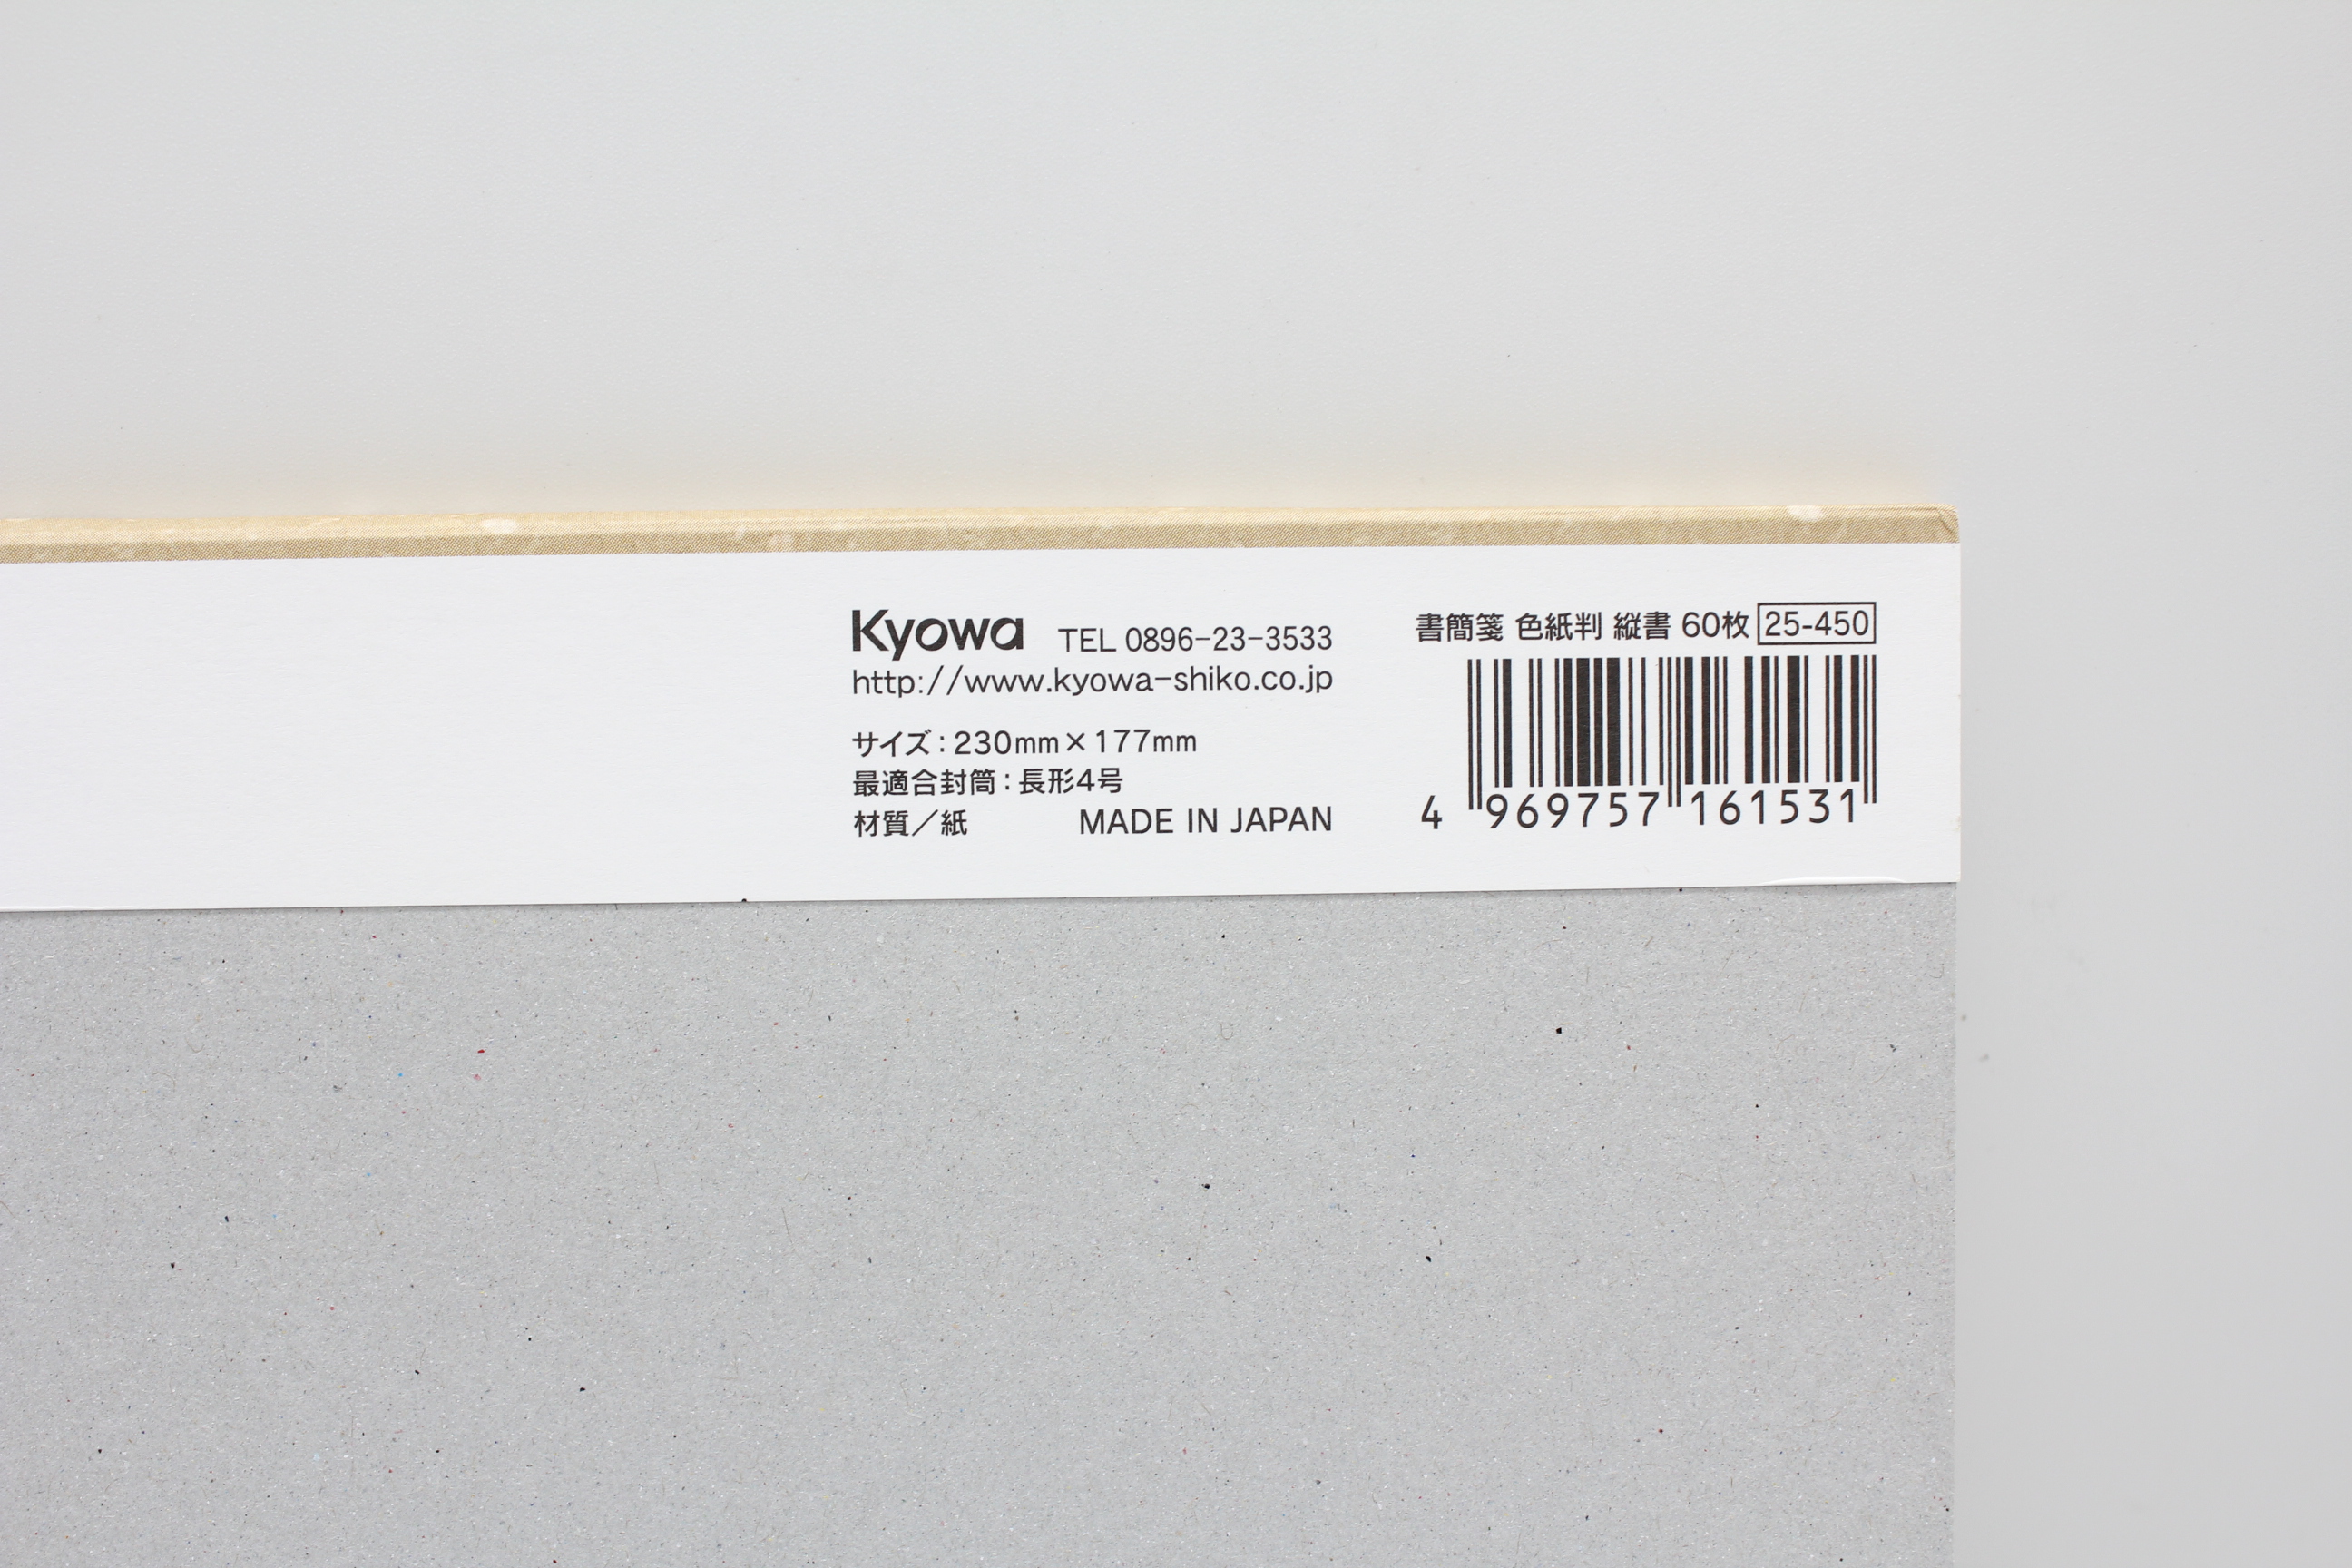 Kyowa TEL 0896-23-3533
http://www.kyowa-shiko.co.jp
サイズ：230mm×177mm
最適合封筒：長形4号
材質／紙 MADE IN JAPAN
書簡箋 色紙判 縦書 60枚 25-450
4 969757 161531